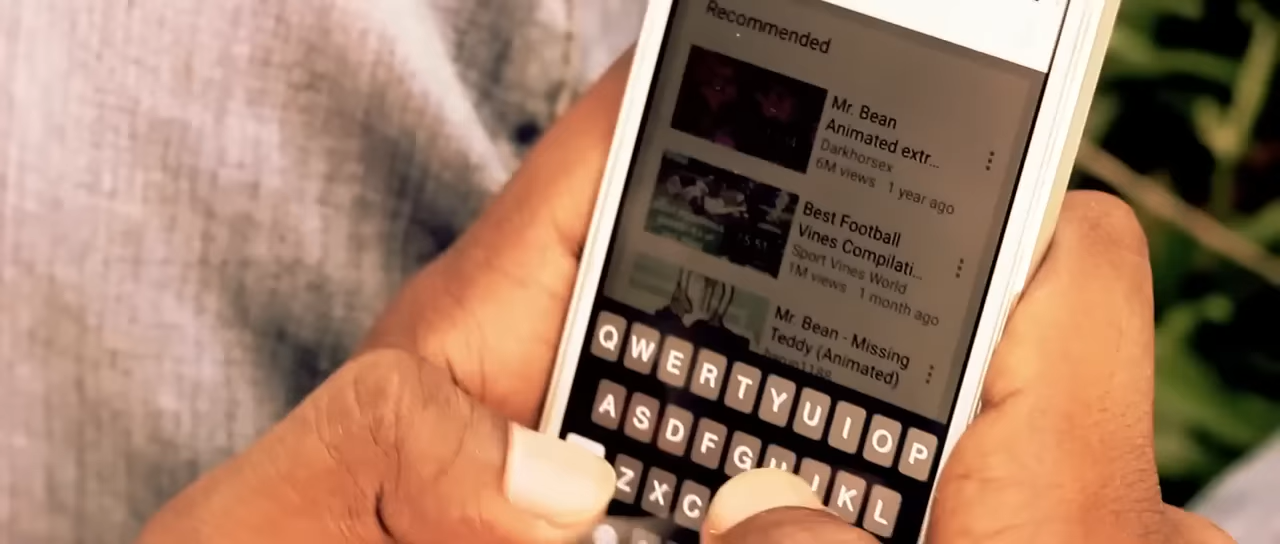 Recommended
Mr. Bean
Animated extr...
Darkhorsex
6M views 1 year ago
Best Football
Vines Compilati...
Sport Vines World
1M views 1 month ago
Mr. Bean - Missing
Teddy (Animated)
Q W E R T Y U I O P
A S D F G H J K L
Z X C